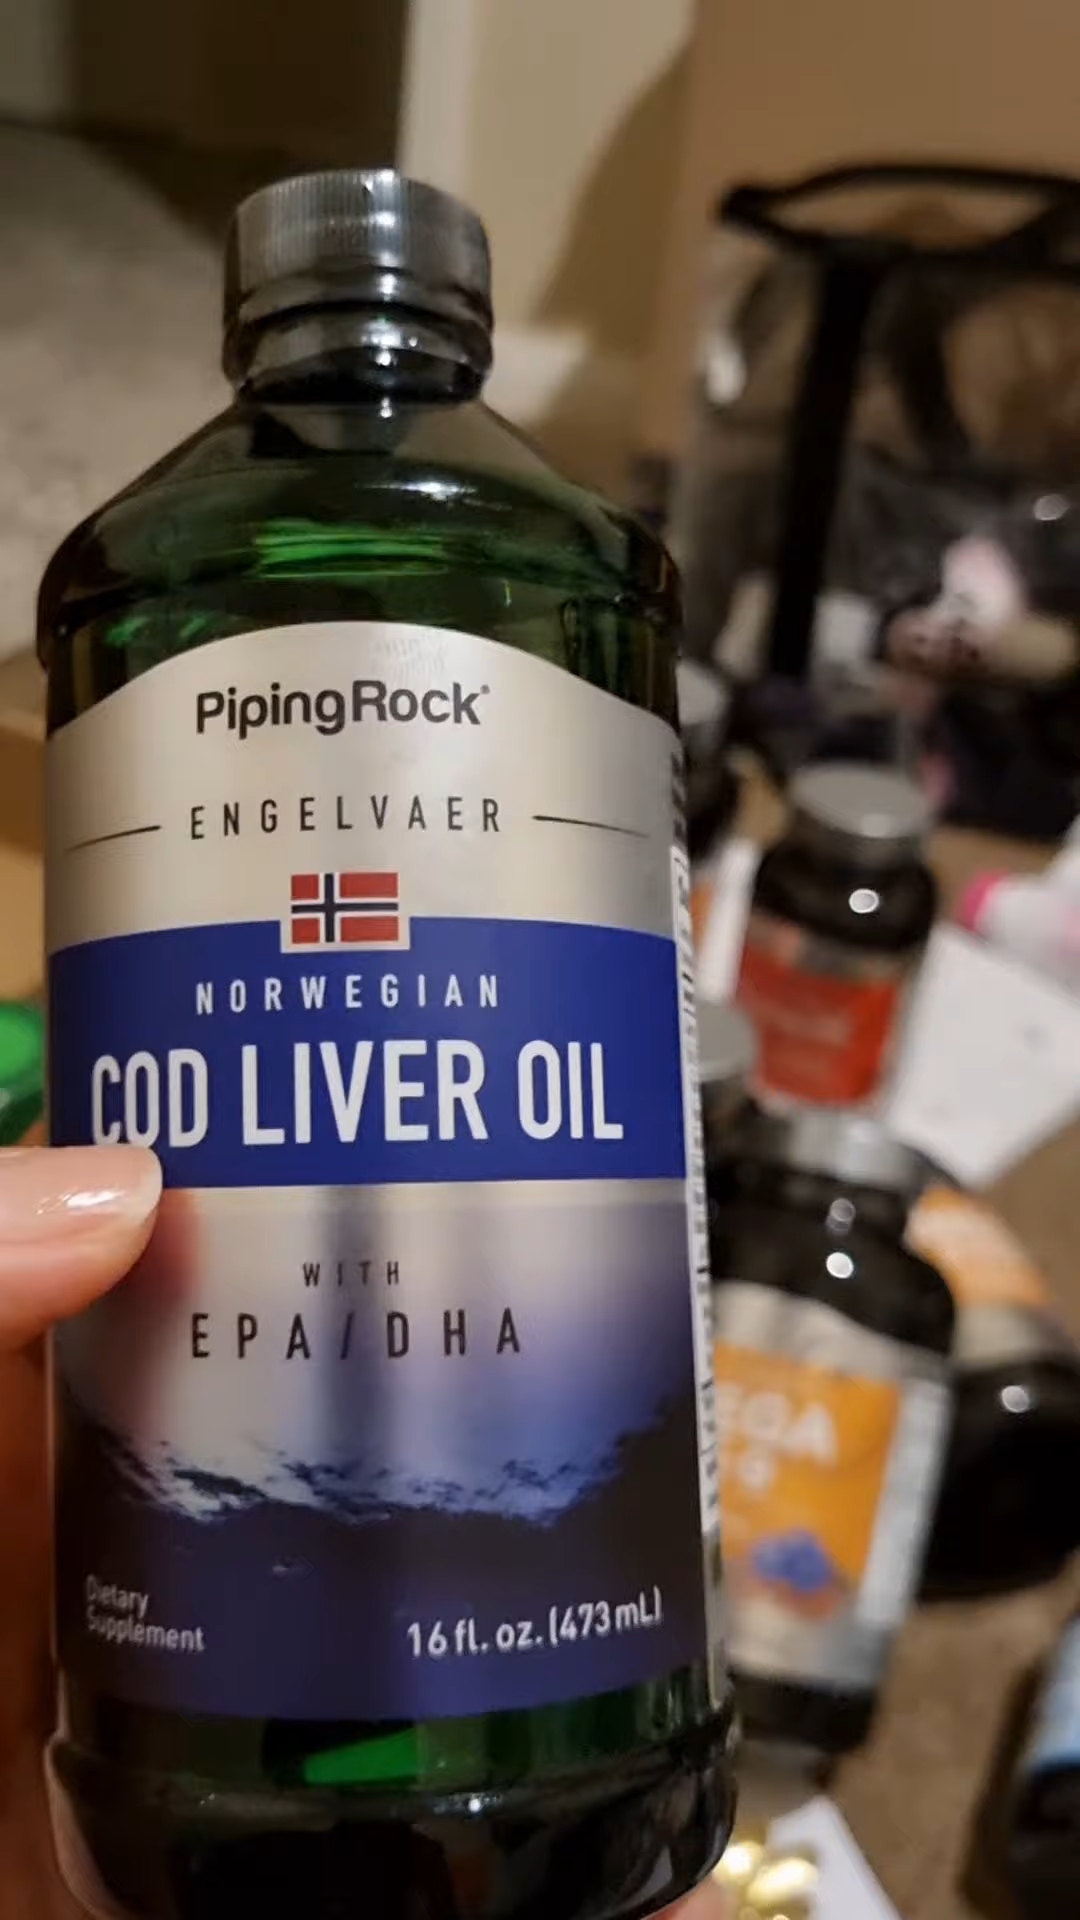 PipingRock®
ENGELVAER
NORWEGIAN
COD LIVER OIL
WITH
EPA/DHA
Dietary
Supplement
16 fl. oz. (473 mL)